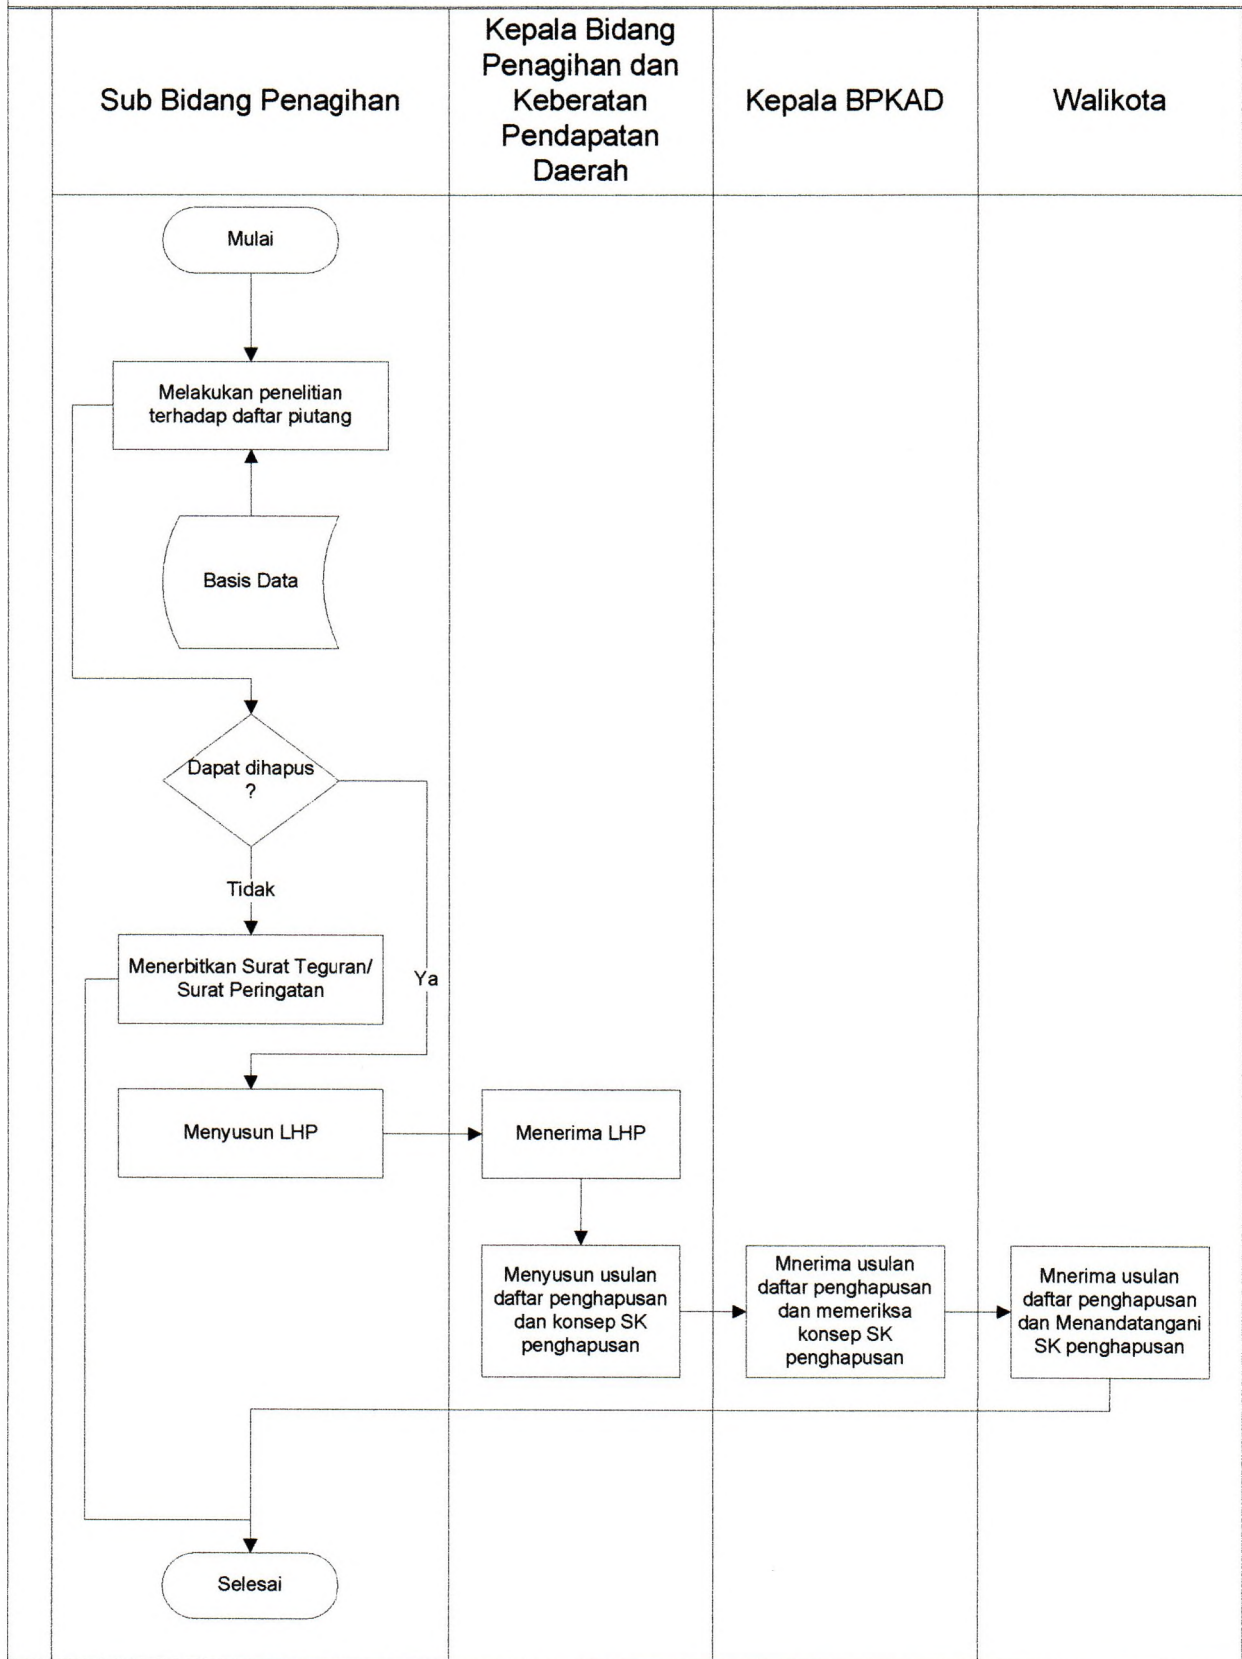 Sub Bidang Penagihan
Kepala Bidang
Penagihan dan
Keberatan
Pendapatan
Daerah
Kepala BPKAD
Walikota
Mulai
Melakukan penelitian
terhadap daftar piutang
Basis Data
Dapat dihapus
?
Tidak
Ya
Menerbitkan Surat Teguran/
Surat Peringatan
Menyusun LHP
Menerima LHP
Menyusun usulan
daftar penghapusan
dan konsep SK
penghapusan
Mnerima usulan
daftar penghapusan
dan memeriksa
konsep SK
penghapusan
Mnerima usulan
daftar penghapusan
dan Menandatangani
SK penghapusan
Selesai